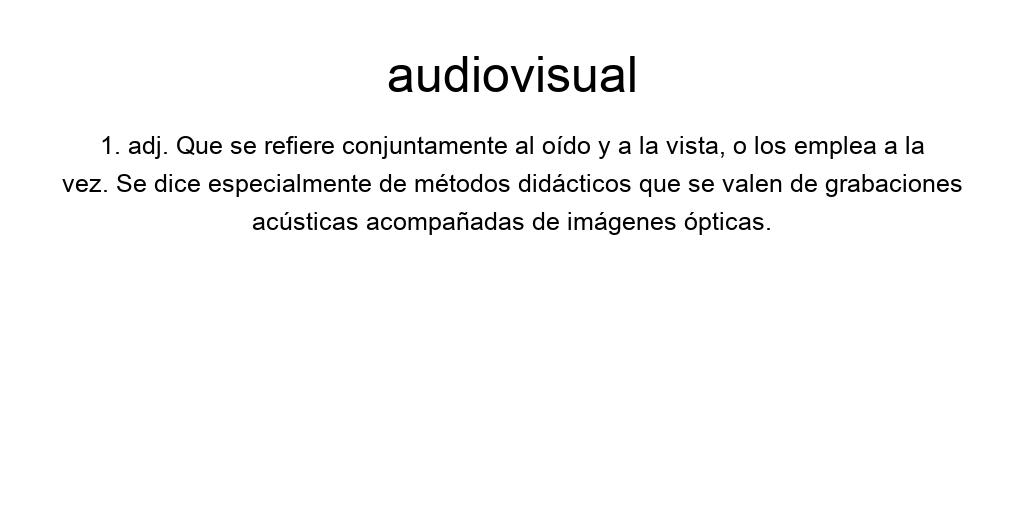 audiovisual
1. adj. Que se refiere conjuntamente al oído y a la vista, o los emplea a la
vez. Se dice especialmente de métodos didácticos que se valen de grabaciones
acústicas acompañadas de imágenes ópticas.